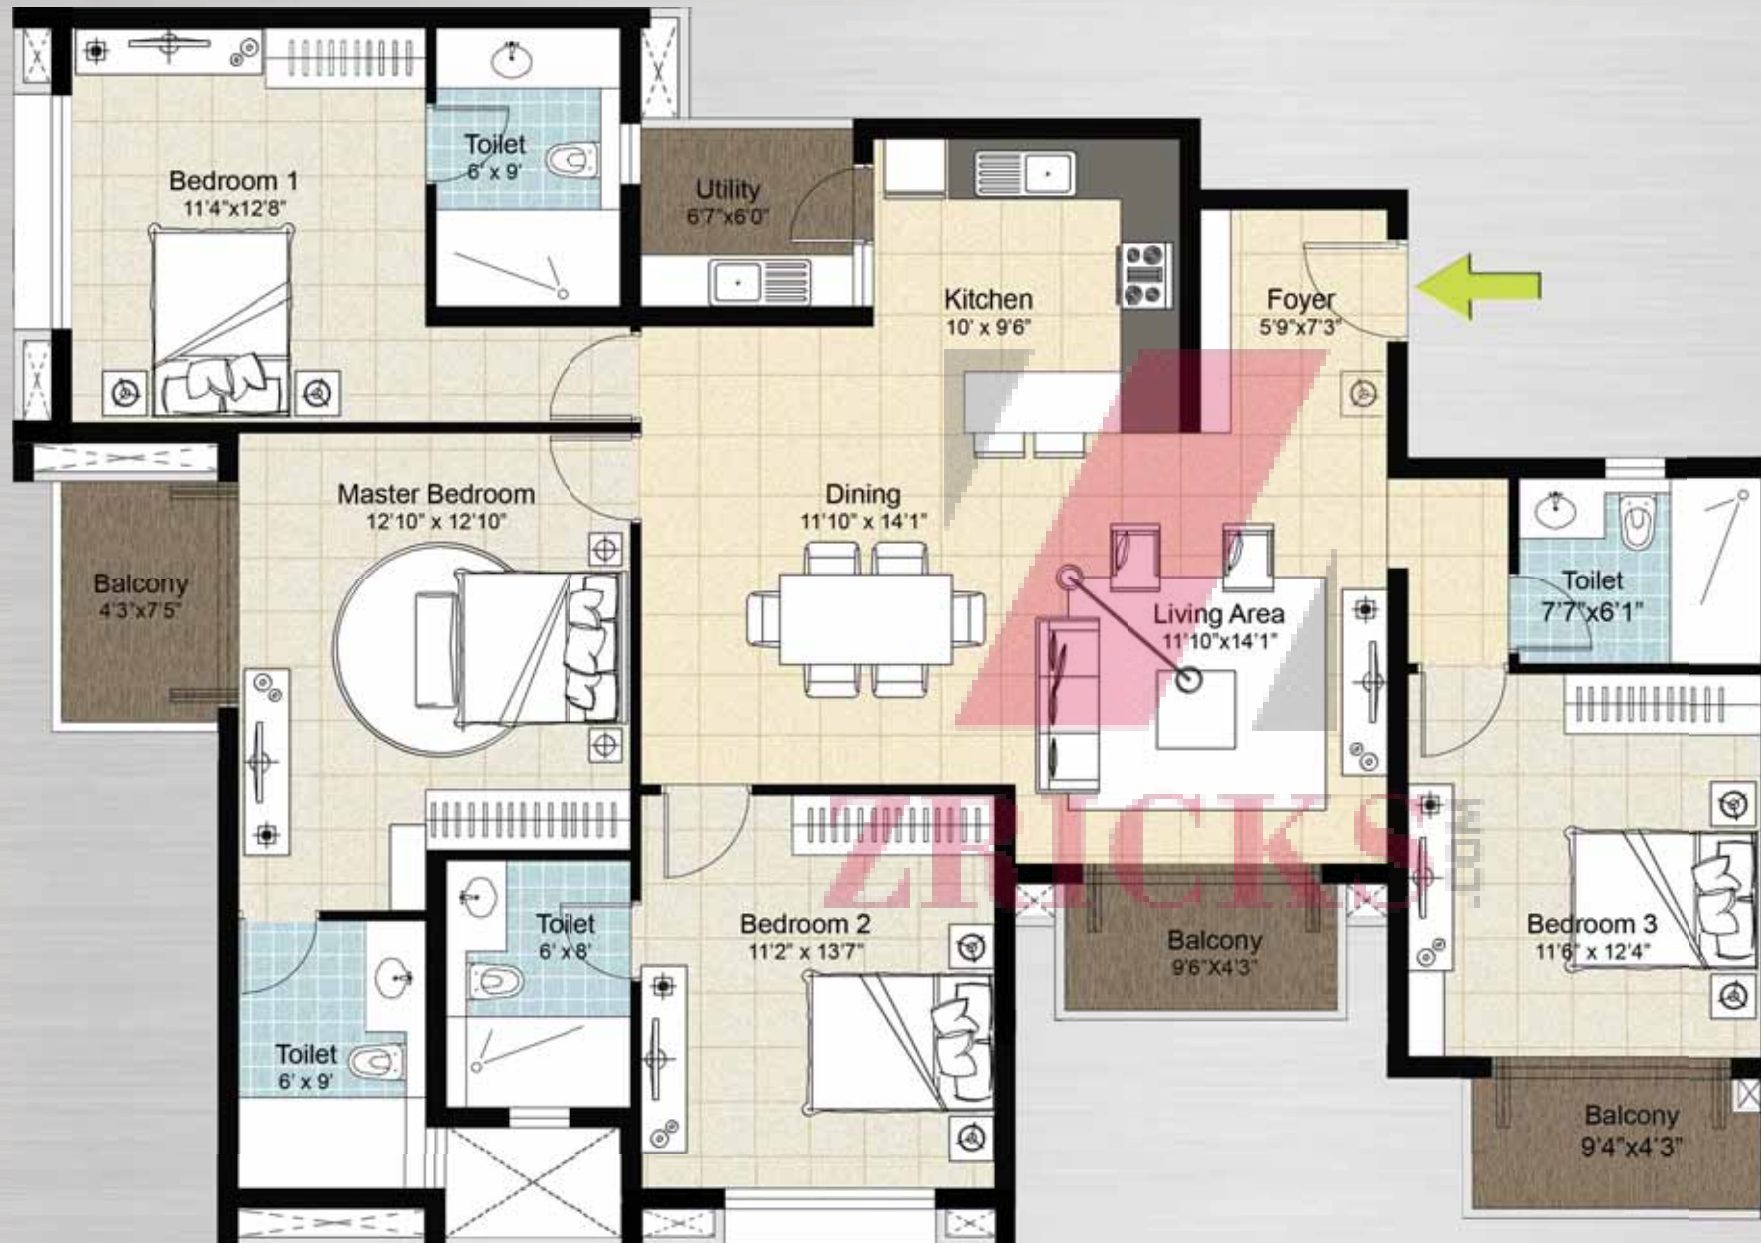 Bedroom 1
11'4"x12'8"
Toilet
6' x 9'
Utility
6'7"x6'0"
Kitchen
10' x 9'6"
Foyer
5'9"x7'3"
Master Bedroom
12'10" x 12'10"
Balcony
4'3"x7'5"
Dining
11'10" x 14'1"
Living Area
11'10"x14'1"
Toilet
7'7"x6'1"
Toilet
6' x 9'
Toilet
6' x 8'
Bedroom 2
11'2" x 13'7"
Balcony
9'6"X4'3"
Bedroom 3
11'6" x 12'4"
Balcony
9'4"x4'3"
ZRICKS
.COM